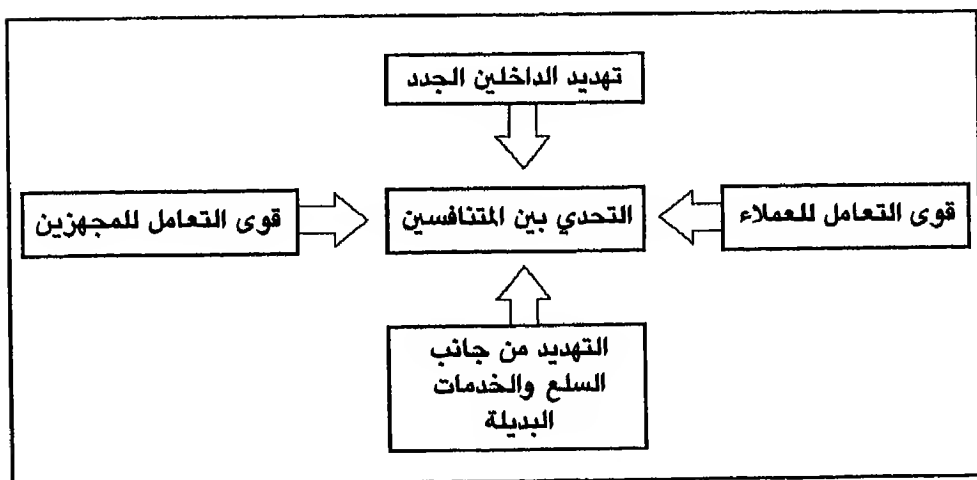 تهديد الداخلين الجدد
قوى التعامل للعملاء
التحدي بين المتنافسين
قوى التعامل للمجهزين
التهديد من جانب
السلع والخدمات
البديلة